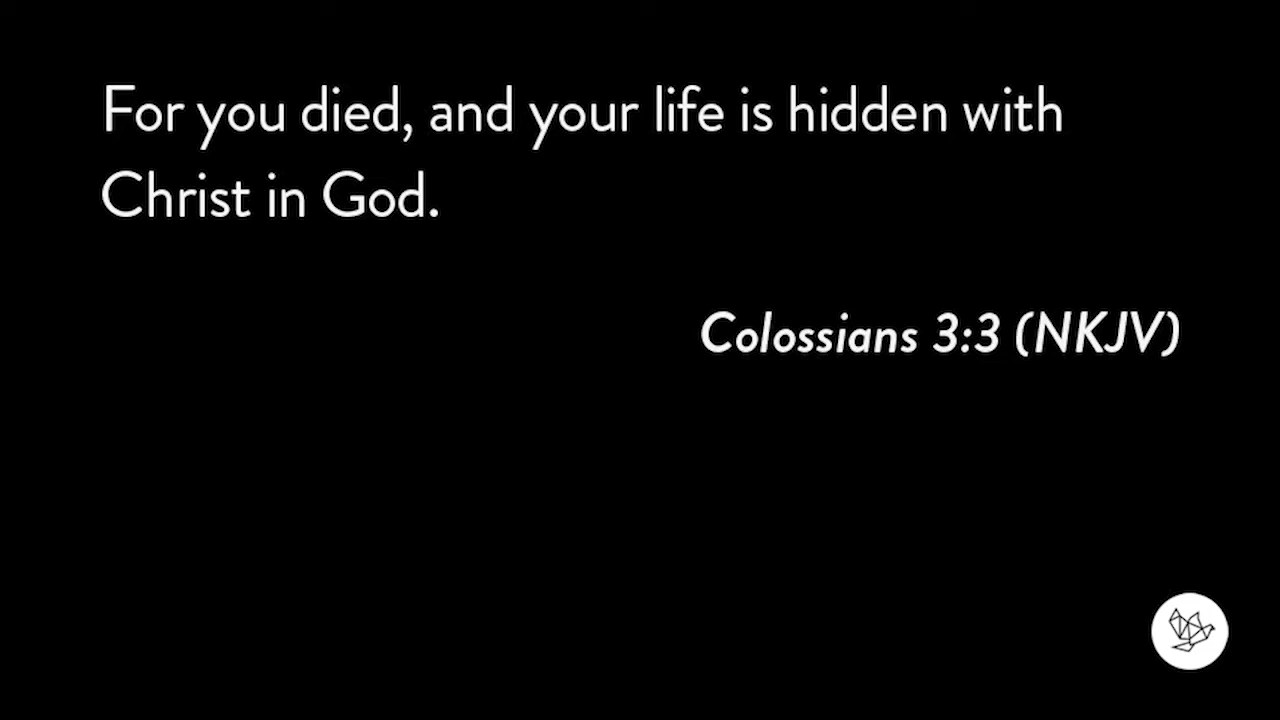 For you died, and your life is hidden with
Christ in God.
Colossians 3:3 (NKJV)